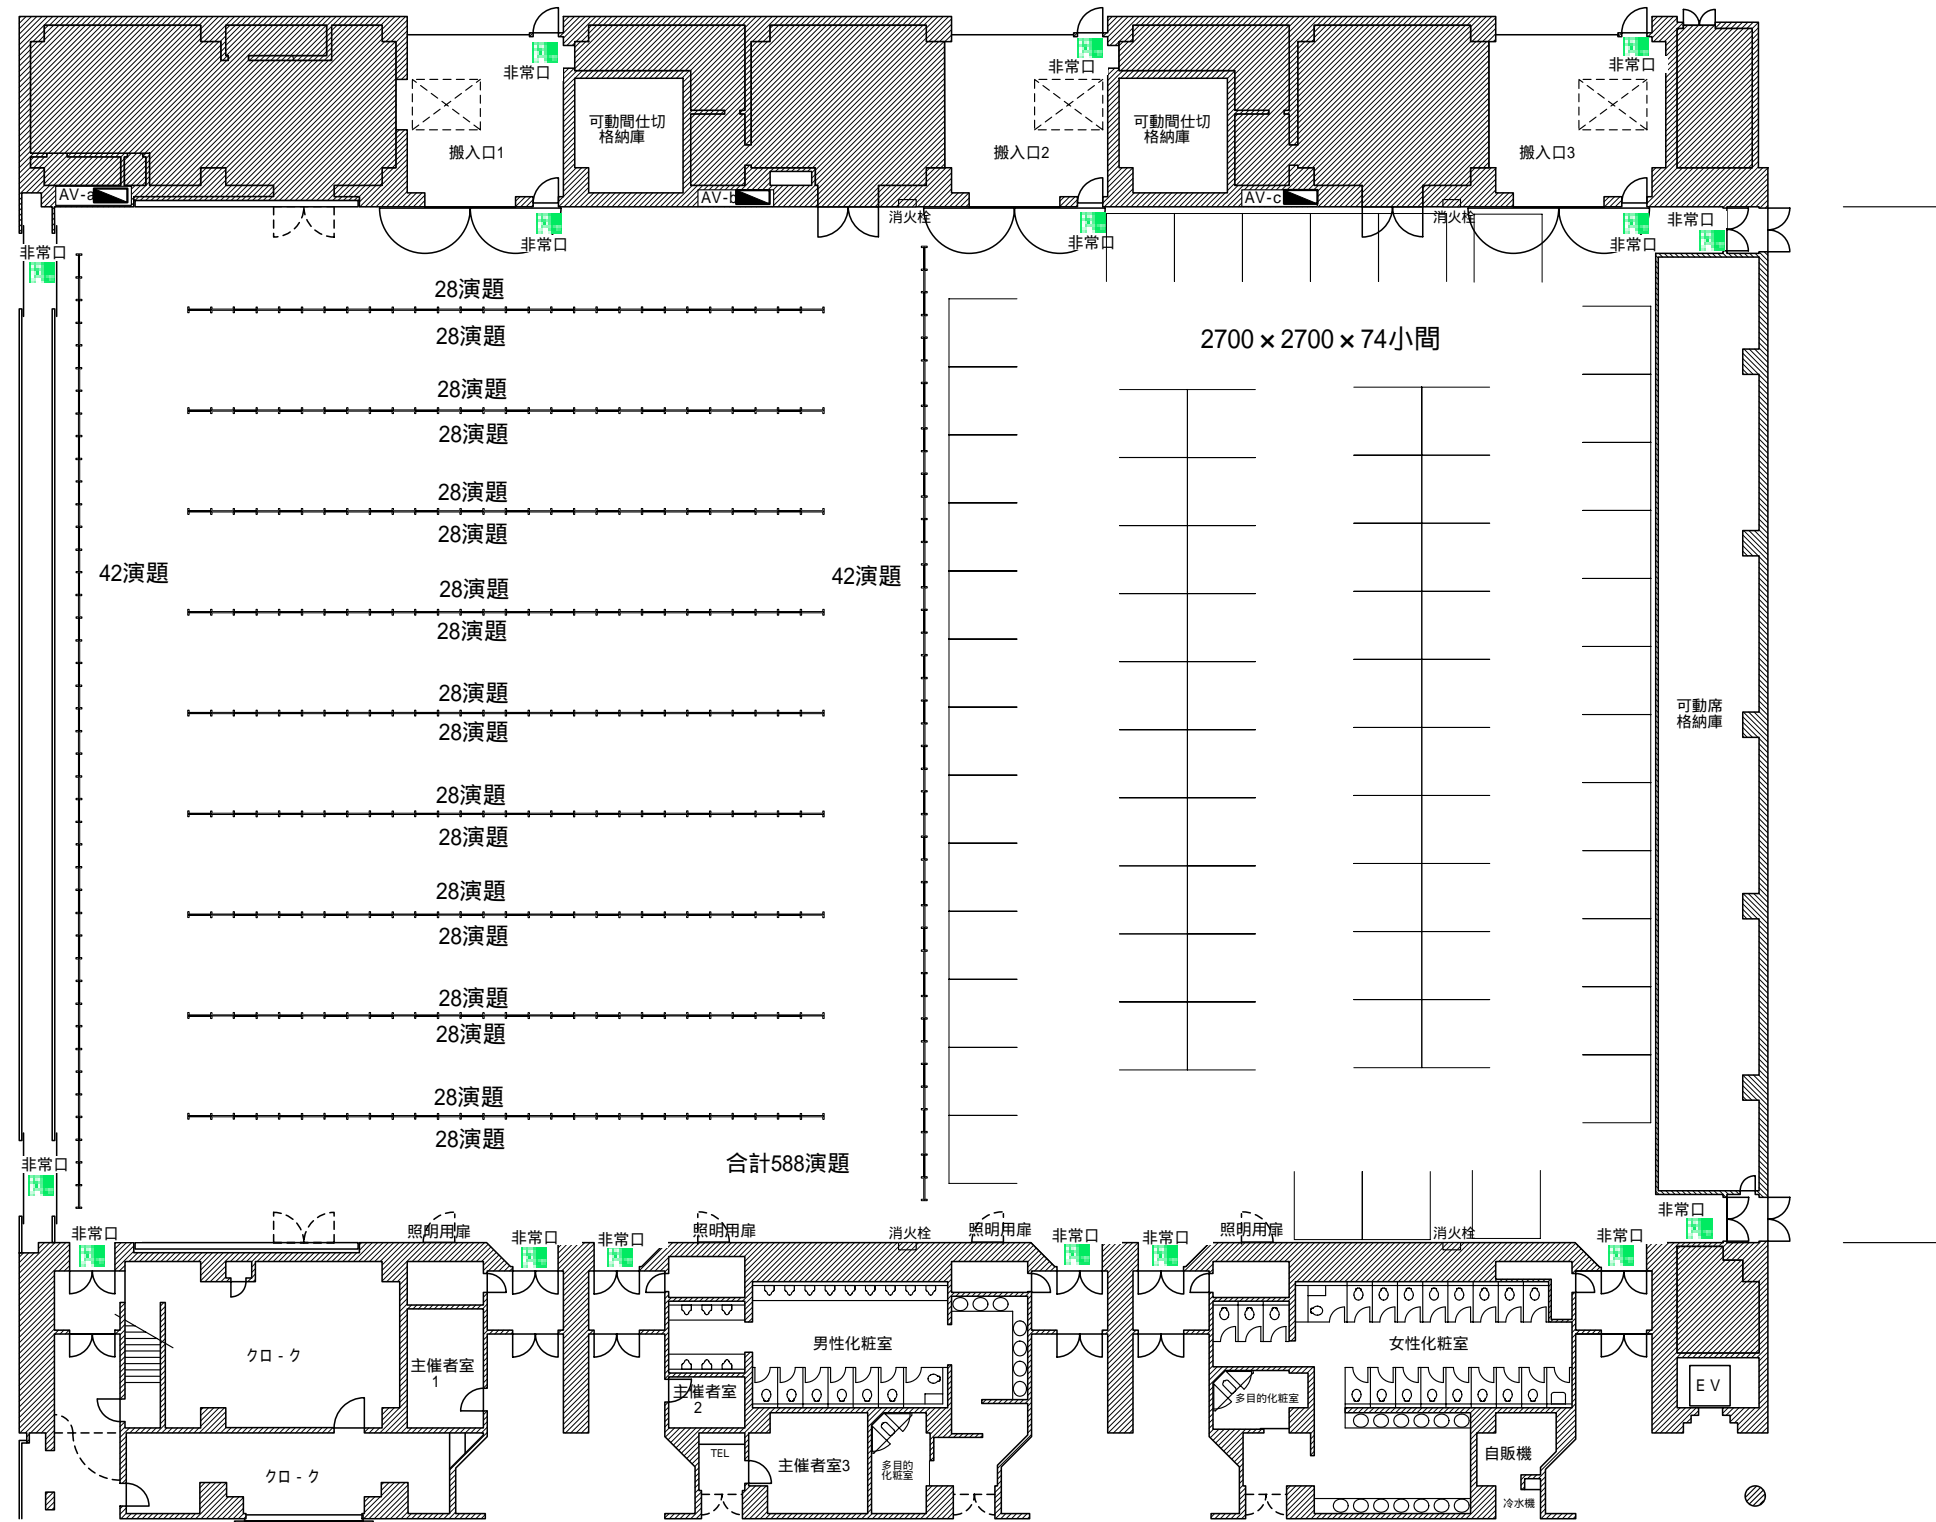 非常口
非常口
非常口
可動間仕切
格納庫
可動間仕切
格納庫
搬入口1
搬入口2
搬入口3
AV-a
AV-b
AV-c
消火栓
消火栓
非常口
非常口
非常口
非常口
非常口
28演題
28演題
2700×2700×74小間
28演題
28演題
28演題
28演題
42演題
42演題
28演題
28演題
28演題
28演題
可動席
格納庫
28演題
28演題
28演題
28演題
28演題
28演題
28演題
28演題
合計588演題
非常口
非常口
照明用扉
非常口
非常口
照明用扉
消火栓
照明用扉
非常口
非常口
照明用扉
消火栓
非常口
非常口
クロ-ク
主催者室
1
男性化粧室
女性化粧室
主催者室
2
多目的化粧室
EV
TEL
主催者室3
多目的
化粧室
自販機
クロ-ク
冷水機